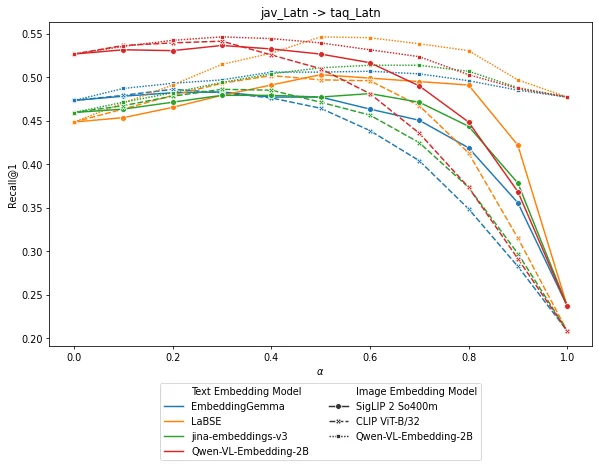 jav_Latn -> taq_Latn
Recall@1
0.55
0.50
0.45
0.40
0.35
0.30
0.25
0.20
0.0 0.2 0.4 0.6 0.8 1.0
α
Text Embedding Model Image Embedding Model
EmbeddingGemma SigLIP 2 So400m
LaBSE CLIP ViT-B/32
jina-embeddings-v3 Qwen-VL-Embedding-2B
Qwen-VL-Embedding-2B